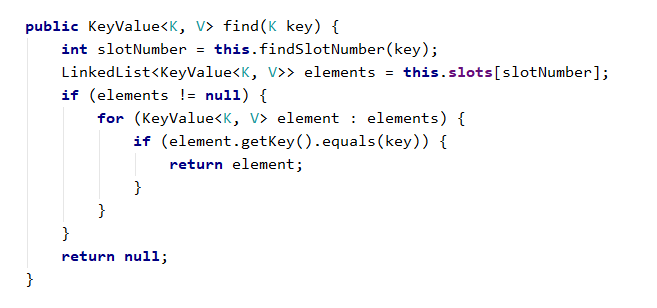 public KeyValue<K, V> find(K key) {
    int slotNumber = this.findSlotNumber(key);
    LinkedList<KeyValue<K, V>> elements = this.slots[slotNumber];
    if (elements != null) {
        for (KeyValue<K, V> element : elements) {
            if (element.getKey().equals(key)) {
                return element;
            }
        }
    }
    return null;
}